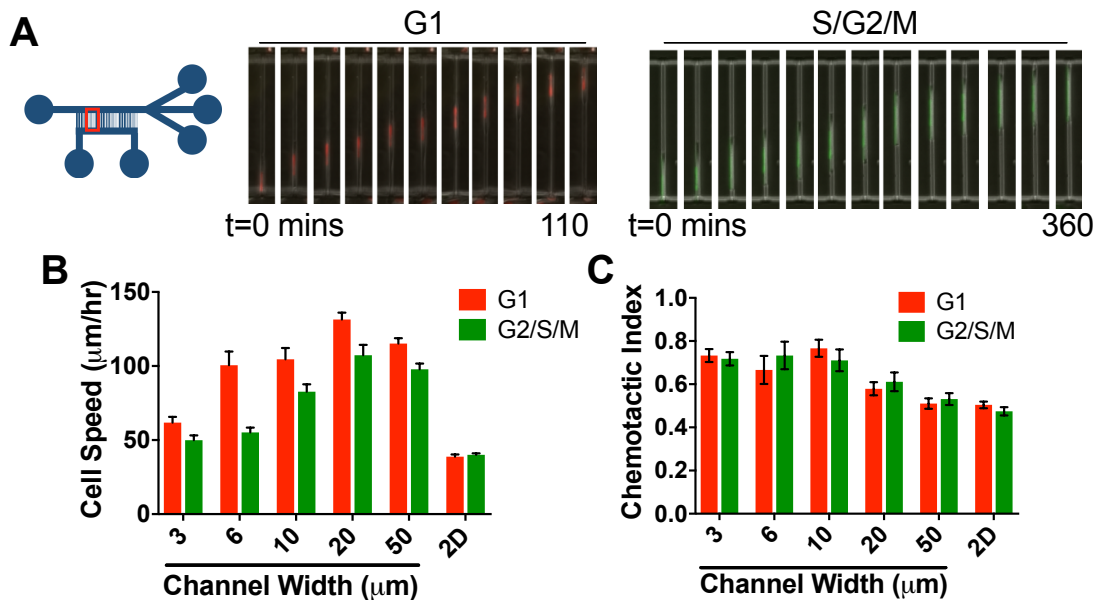 A
G1
S/G2/M
t=0 mins
110
360
B
Cell Speed (μm/hr)
150
100
50
0
G1
G2/S/M
3
6
10
20
50
2D
Channel Width (μm)
C
Chemotactic Index
1.0
0.8
0.6
0.4
0.2
0.0
G1
G2/S/M
3
6
10
20
50
2D
Channel Width (μm)